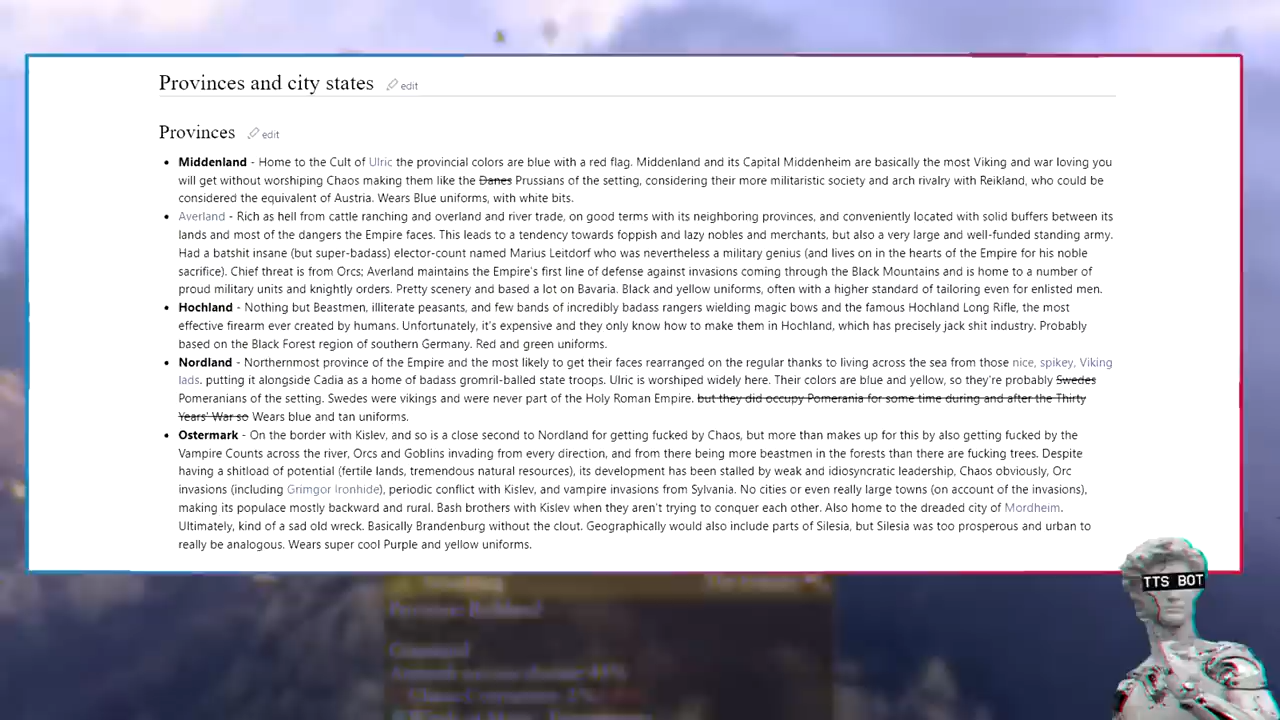 Provinces and city states edit
Provinces edit
Middenland - Home to the Cult of Ulric the provincial colors are blue with a red flag. Middenland and its Capital Middenheim are basically the most Viking and war loving you
will get without worshiping Chaos making them like the Danes Prussians of the setting, considering their more militaristic society and arch rivalry with Reikland, who could be
considered the equivalent of Austria. Wears Blue uniforms, with white bits.
Averland - Rich as hell from cattle ranching and overland and river trade, on good terms with its neighboring provinces, and conveniently located with solid buffers between its
lands and most of the dangers the Empire faces. This leads to a tendency towards foppish and lazy nobles and merchants, but also a very large and well-funded standing army.
Had a batshit insane (but super-badass) elector-count named Marius Leitdorf who was nevertheless a military genius (and lives on in the hearts of the Empire for his noble
sacrifice). Chief threat is from Orcs; Averland maintains the Empire's first line of defense against invasions coming through the Black Mountains and is home to a number of
proud military units and knightly orders. Pretty scenery and based a lot on Bavaria. Black and yellow uniforms, often with a higher standard of tailoring even for enlisted men.
Hochland - Nothing but Beastmen, illiterate peasants, and few bands of incredibly badass rangers wielding magic bows and the famous Hochland Long Rifle, the most
effective firearm ever created by humans. Unfortunately, it's expensive and they only know how to make them in Hochland, which has precisely jack shit industry. Probably
based on the Black Forest region of southern Germany. Red and green uniforms.
Nordland - Northernmost province of the Empire and the most likely to get their faces rearranged on the regular thanks to living across the sea from those nice, spikey, Viking
lads. putting it alongside Cadia as a home of badass gromril-balled state troops. Ulric is worshiped widely here. Their colors are blue and yellow, so they're probably Swedes
Pomeranians of the setting. Swedes were vikings and were never part of the Holy Roman Empire. but they did occupy Pomerania for some time during and after the Thirty
Years' War so Wears blue and tan uniforms.
Ostermark - On the border with Kislev, and so is a close second to Nordland for getting fucked by Chaos, but more than makes up for this by also getting fucked by the
Vampire Counts across the river, Orcs and Goblins invading from every direction, and from there being more beastmen in the forests than there are fucking trees. Despite
having a shitload of potential (fertile lands, tremendous natural resources), its development has been stalled by weak and idiosyncratic leadership, Chaos obviously, Orc
invasions (including Grimgor Ironhide), periodic conflict with Kislev, and vampire invasions from Sylvania. No cities or even really large towns (on account of the invasions),
making its populace mostly backward and rural. Bash brothers with Kislev when they aren't trying to conquer each other. Also home to the dreaded city of Mordheim.
Ultimately, kind of a sad old wreck. Basically Brandenburg without the clout. Geographically would also include parts of Silesia, but Silesia was too prosperous and urban to
really be analogous. Wears super cool Purple and yellow uniforms.
TTS BOT